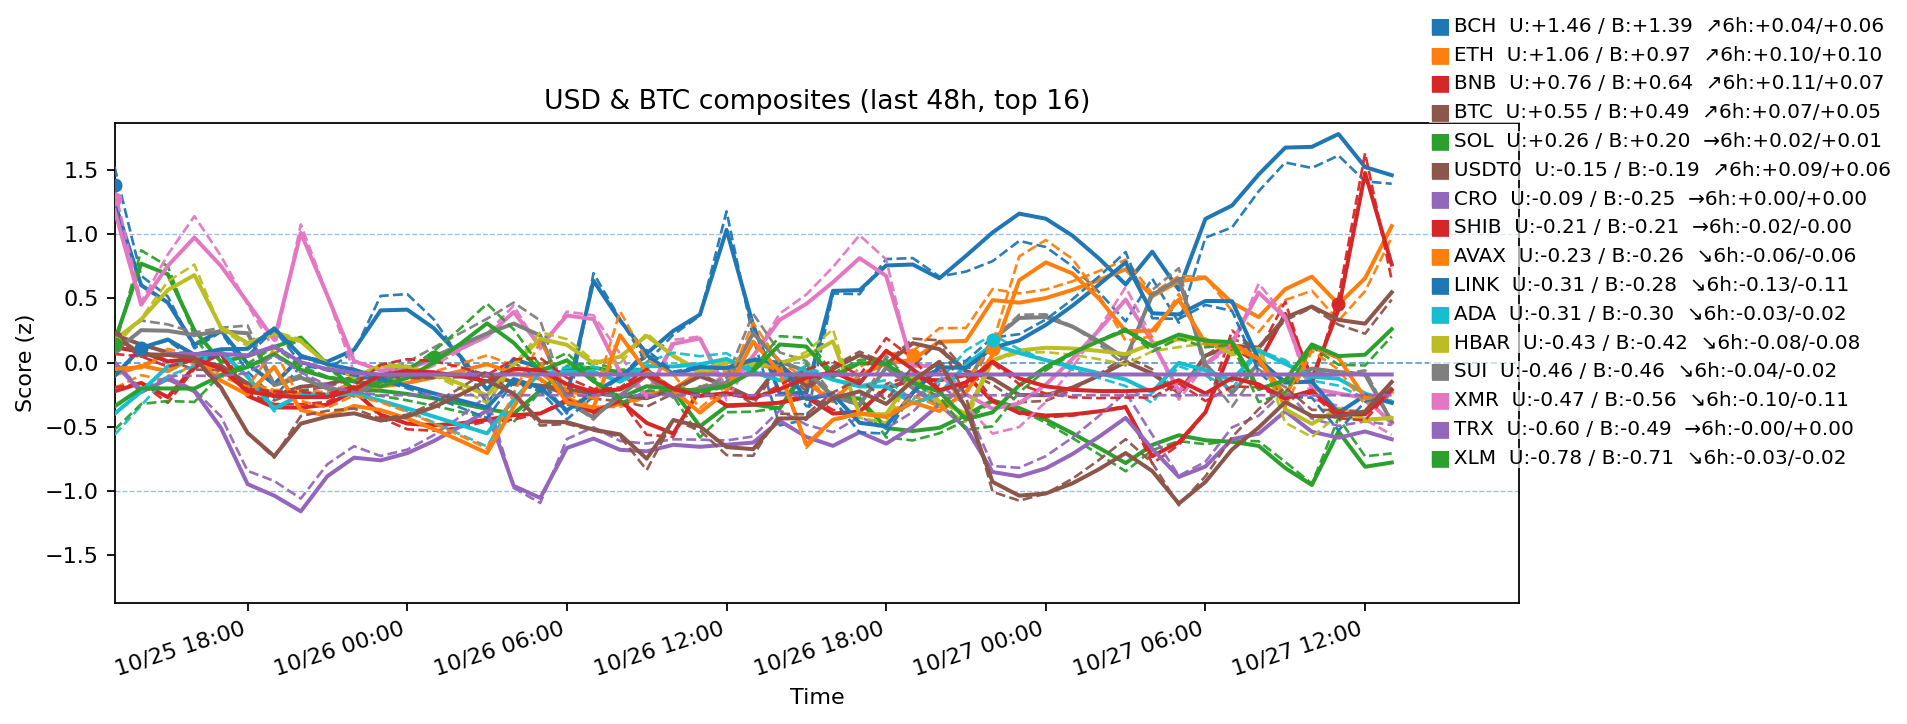 BCH U:+1.46 / B:+1.39 ↗6h:+0.04/+0.06
ETH U:+1.06 / B:+0.97 ↗6h:+0.10/+0.10
BNB U:+0.76 / B:+0.64 ↗6h:+0.11/+0.07
BTC U:+0.55 / B:+0.49 ↗6h:+0.07/+0.05
SOL U:+0.26 / B:+0.20 →6h:+0.02/+0.01
USDT0 U:-0.15 / B:-0.19 ↗6h:+0.09/+0.06
CRO U:-0.09 / B:-0.25 →6h:+0.00/+0.00
SHIB U:-0.21 / B:-0.21 →6h:-0.02/-0.00
AVAX U:-0.23 / B:-0.26 ↘6h:-0.06/-0.06
LINK U:-0.31 / B:-0.28 ↘6h:-0.13/-0.11
ADA U:-0.31 / B:-0.30 ↘6h:-0.03/-0.02
HBAR U:-0.43 / B:-0.42 ↘6h:-0.08/-0.08
SUI U:-0.46 / B:-0.46 ↘6h:-0.04/-0.02
XMR U:-0.47 / B:-0.56 ↘6h:-0.10/-0.11
TRX U:-0.60 / B:-0.49 →6h:-0.00/+0.00
XLM U:-0.78 / B:-0.71 ↘6h:-0.03/-0.02
USD & BTC composites (last 48h, top 16)
Score (z)
1.5
1.0
0.5
0.0
−0.5
−1.0
−1.5
10/25 18:00
10/26 00:00
10/26 06:00
10/26 12:00
10/26 18:00
10/27 00:00
10/27 06:00
10/27 12:00
Time